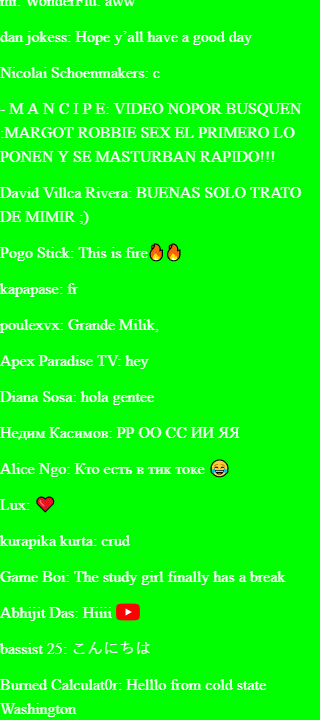 mr. WonderFul: aww
dan jokess: Hope y'all have a good day
Nicolai Schoenmakers: c
- M A N C I P E: VIDEO NOPOR BUSQUEN
:MARGOT ROBBIE SEX EL PRIMERO LO
PONEN Y SE MASTURBAN RAPIDO!!!
David Villca Rivera: BUENAS SOLO TRATO
DE MIMIR ;)
Pogo Stick: This is fire🔥🔥
kapapase: fr
poulexvx: Grande Milik,
Apex Paradise TV: hey
Diana Sosa: hola gentee
Недим Касимов: РР ОО СС ИИ ЯЯ
Alice Ngo: Кто есть в тик токе 😂
Lux: ❤
kurapika kurta: crud
Game Boi: The study girl finally has a break
Abhijit Das: Hiiii
bassist 25: こんにちは
Burned Calculat0r: Helllo from cold state
Washington